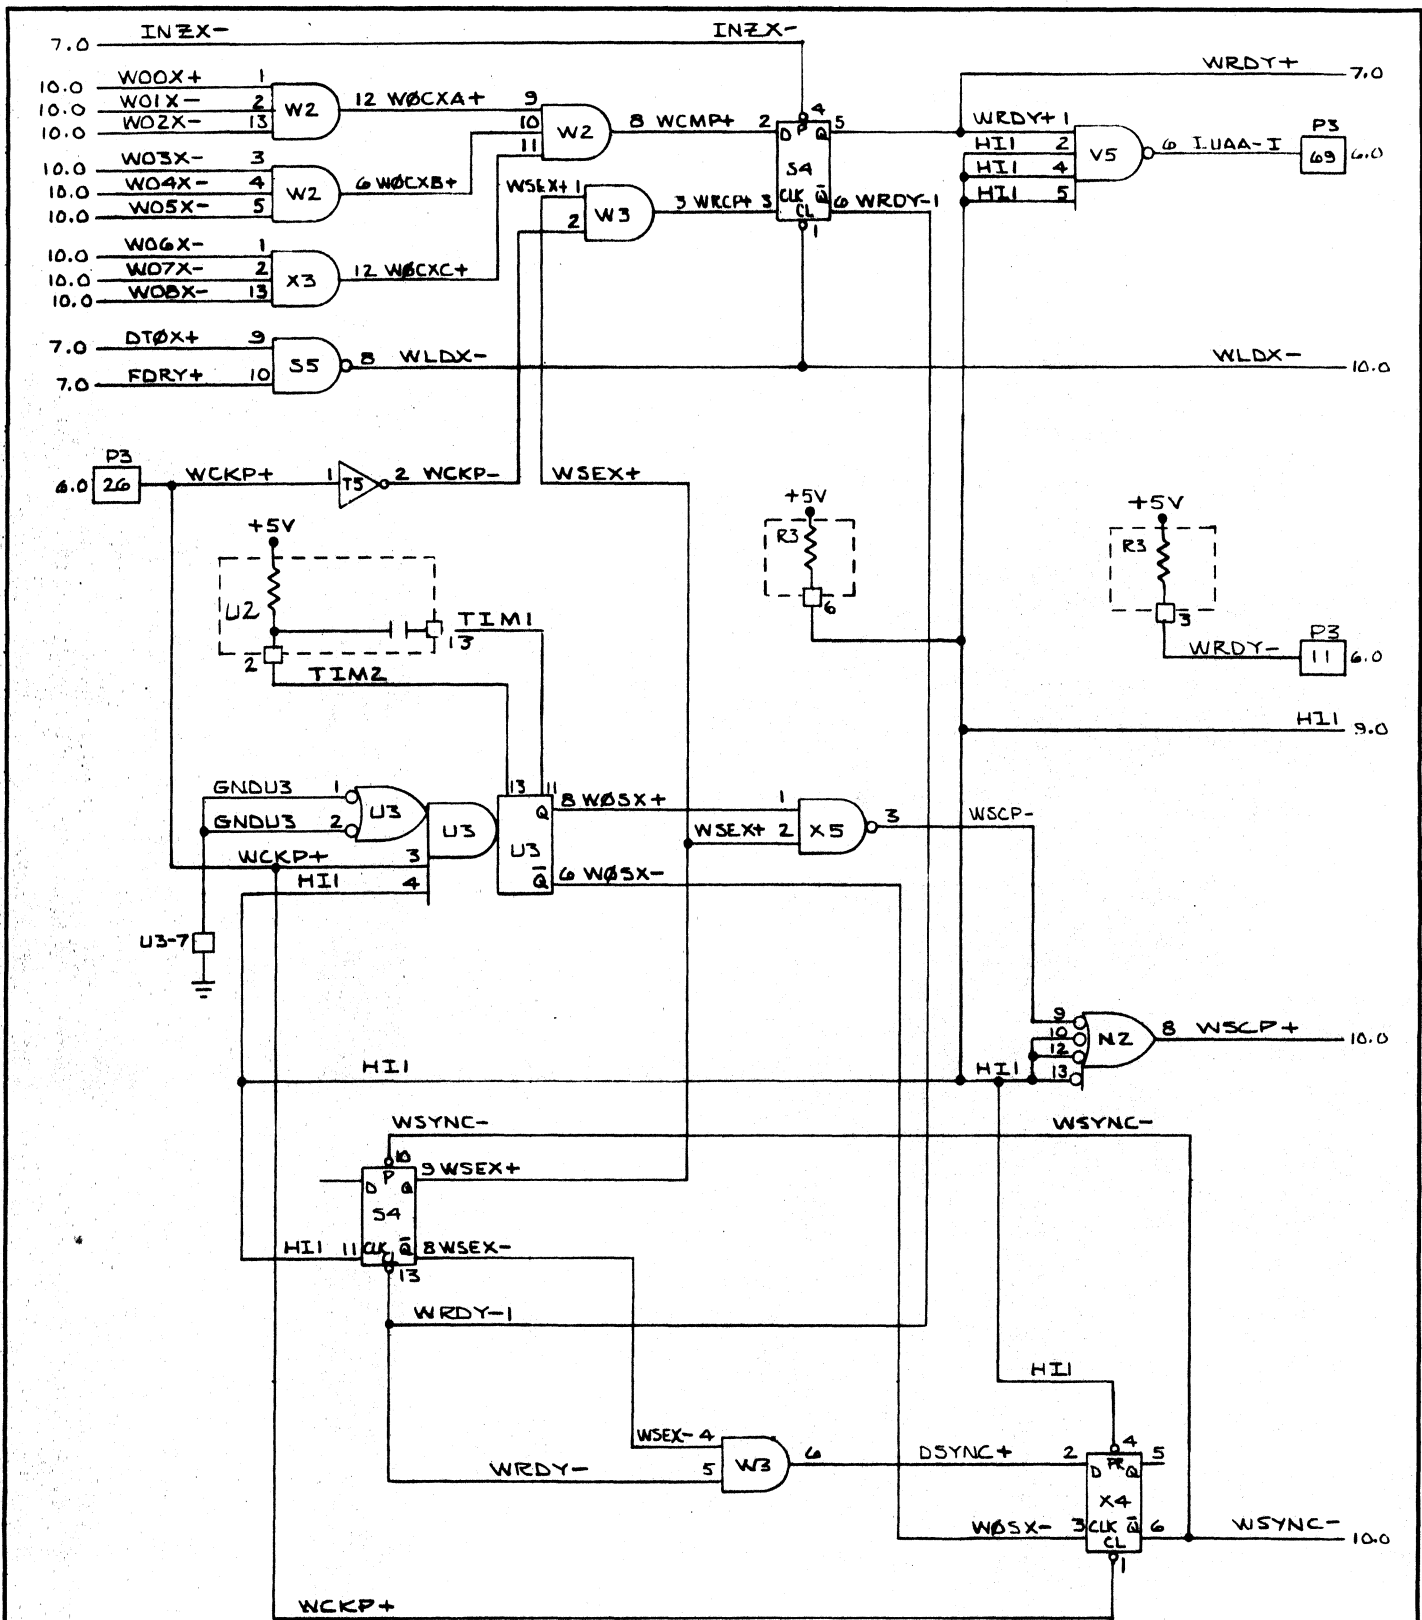 INZX- INZX-
7.0
WRDY+
7.0
10.0 W00X+ 1
10.0 W01X- 2
10.0 W02X- 13
W2
12 WØCXA+ 9
10
11
W2
8 WCMP+ 2
4
D P Q
S4
CLK Q
CL
1
5
WRDY+ 1
HI1 2
HI1 4
HI1 5
V5
6 LUAA-I
P3
69
6.0
10.0 W03X- 3
10.0 W04X- 4
10.0 W05X- 5
W2
6 WØCXB+
WSEX+ 1
2
W3
3 WRCP+ 3
6 WRDY-1
10.0 W06X- 1
10.0 W07X- 2
10.0 W08X- 13
X3
12 WØCXC+
7.0 DTØX+ 9
7.0 FDRY+ 10
S5
8 WLDX-
WLDX-
10.0
P3
6.0 26
WCKP+ 1
T5
2 WCKP-
WSEX+
+5V
U2
2
13
TIM1
TIM2
+5V
R3
6
+5V
R3
3
WRDY-
P3
11
6.0
HI1
9.0
GNDU3 1
GNDU3 2
U3
U3
WCKP+ 3
HI1 4
13 11
Q
U3
Q
8 WØSX+ 1
WSEX+ 2
X5
3
WSCP-
6 WØSX-
U3-7
9
10
12
13
N2
8 WSCP+
10.0
HI1
HI1
WSYNC- WSYNC-
10
D P Q
S4
CLK Q
CL
13
9 WSEX+
HI1 11
8 WSEX-
WRDY-1
HI1
WSEX- 4
WRDY- 5
W3
6
DSYNC+ 2
4
D PR Q
X4
CLK Q
CL
1
5
WØSX- 3
6
WSYNC-
10.0
WCKP+